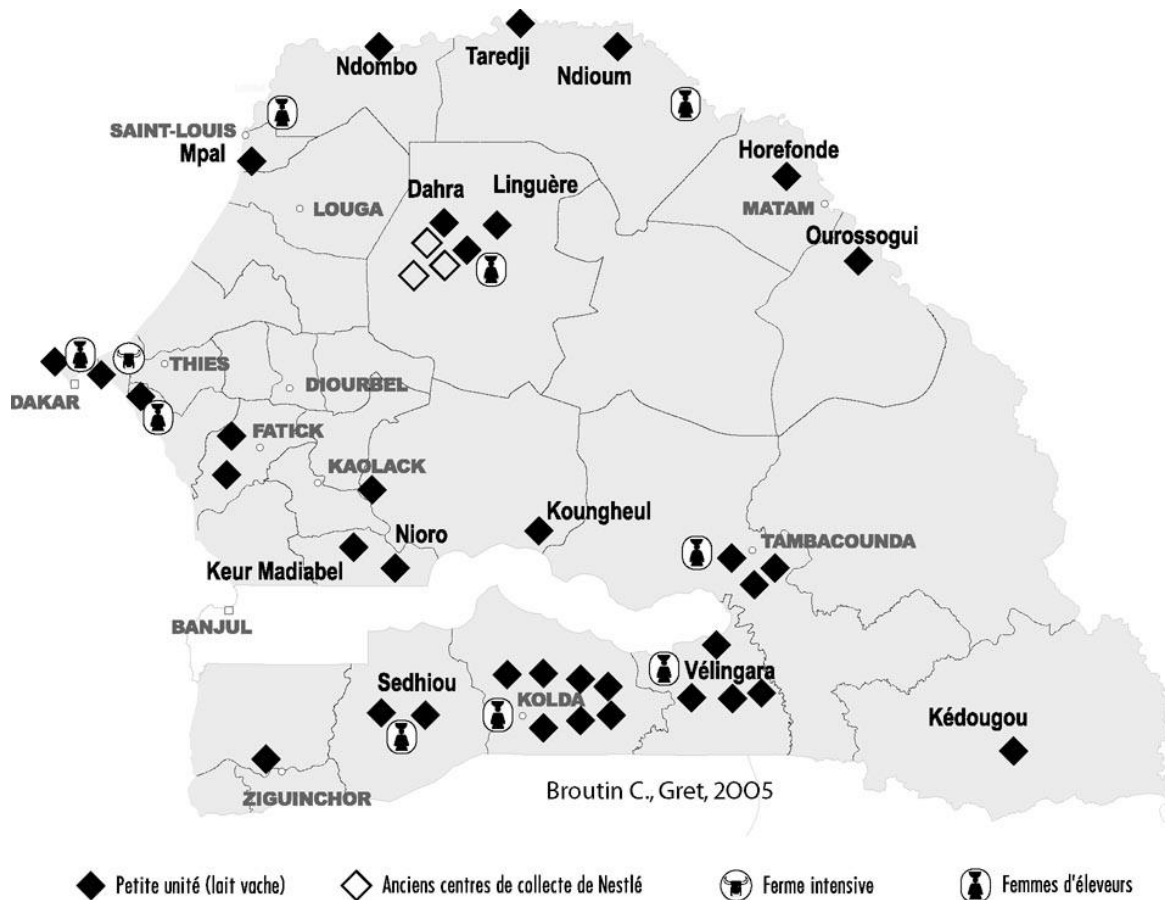 Ndombo
Taredji
Ndioum
SAINT-LOUIS
Mpal
Horefonde
Dahra
Linguère
LOUGA
MATAM
Ourossogui
THIES
DIOURBEL
DAKAR
FATICK
KAOLACK
Koungheul
Nioro
TAMBACOUNDA
Keur Madiabel
BANJUL
Sedhiou
Vélingara
KOLDA
Kédougou
ZIGUINCHOR
Broutin C., Gret, 2005
Petite unité (lait vache)
Anciens centres de collecte de Nestlé
Ferme intensive
Femmes d'éleveurs